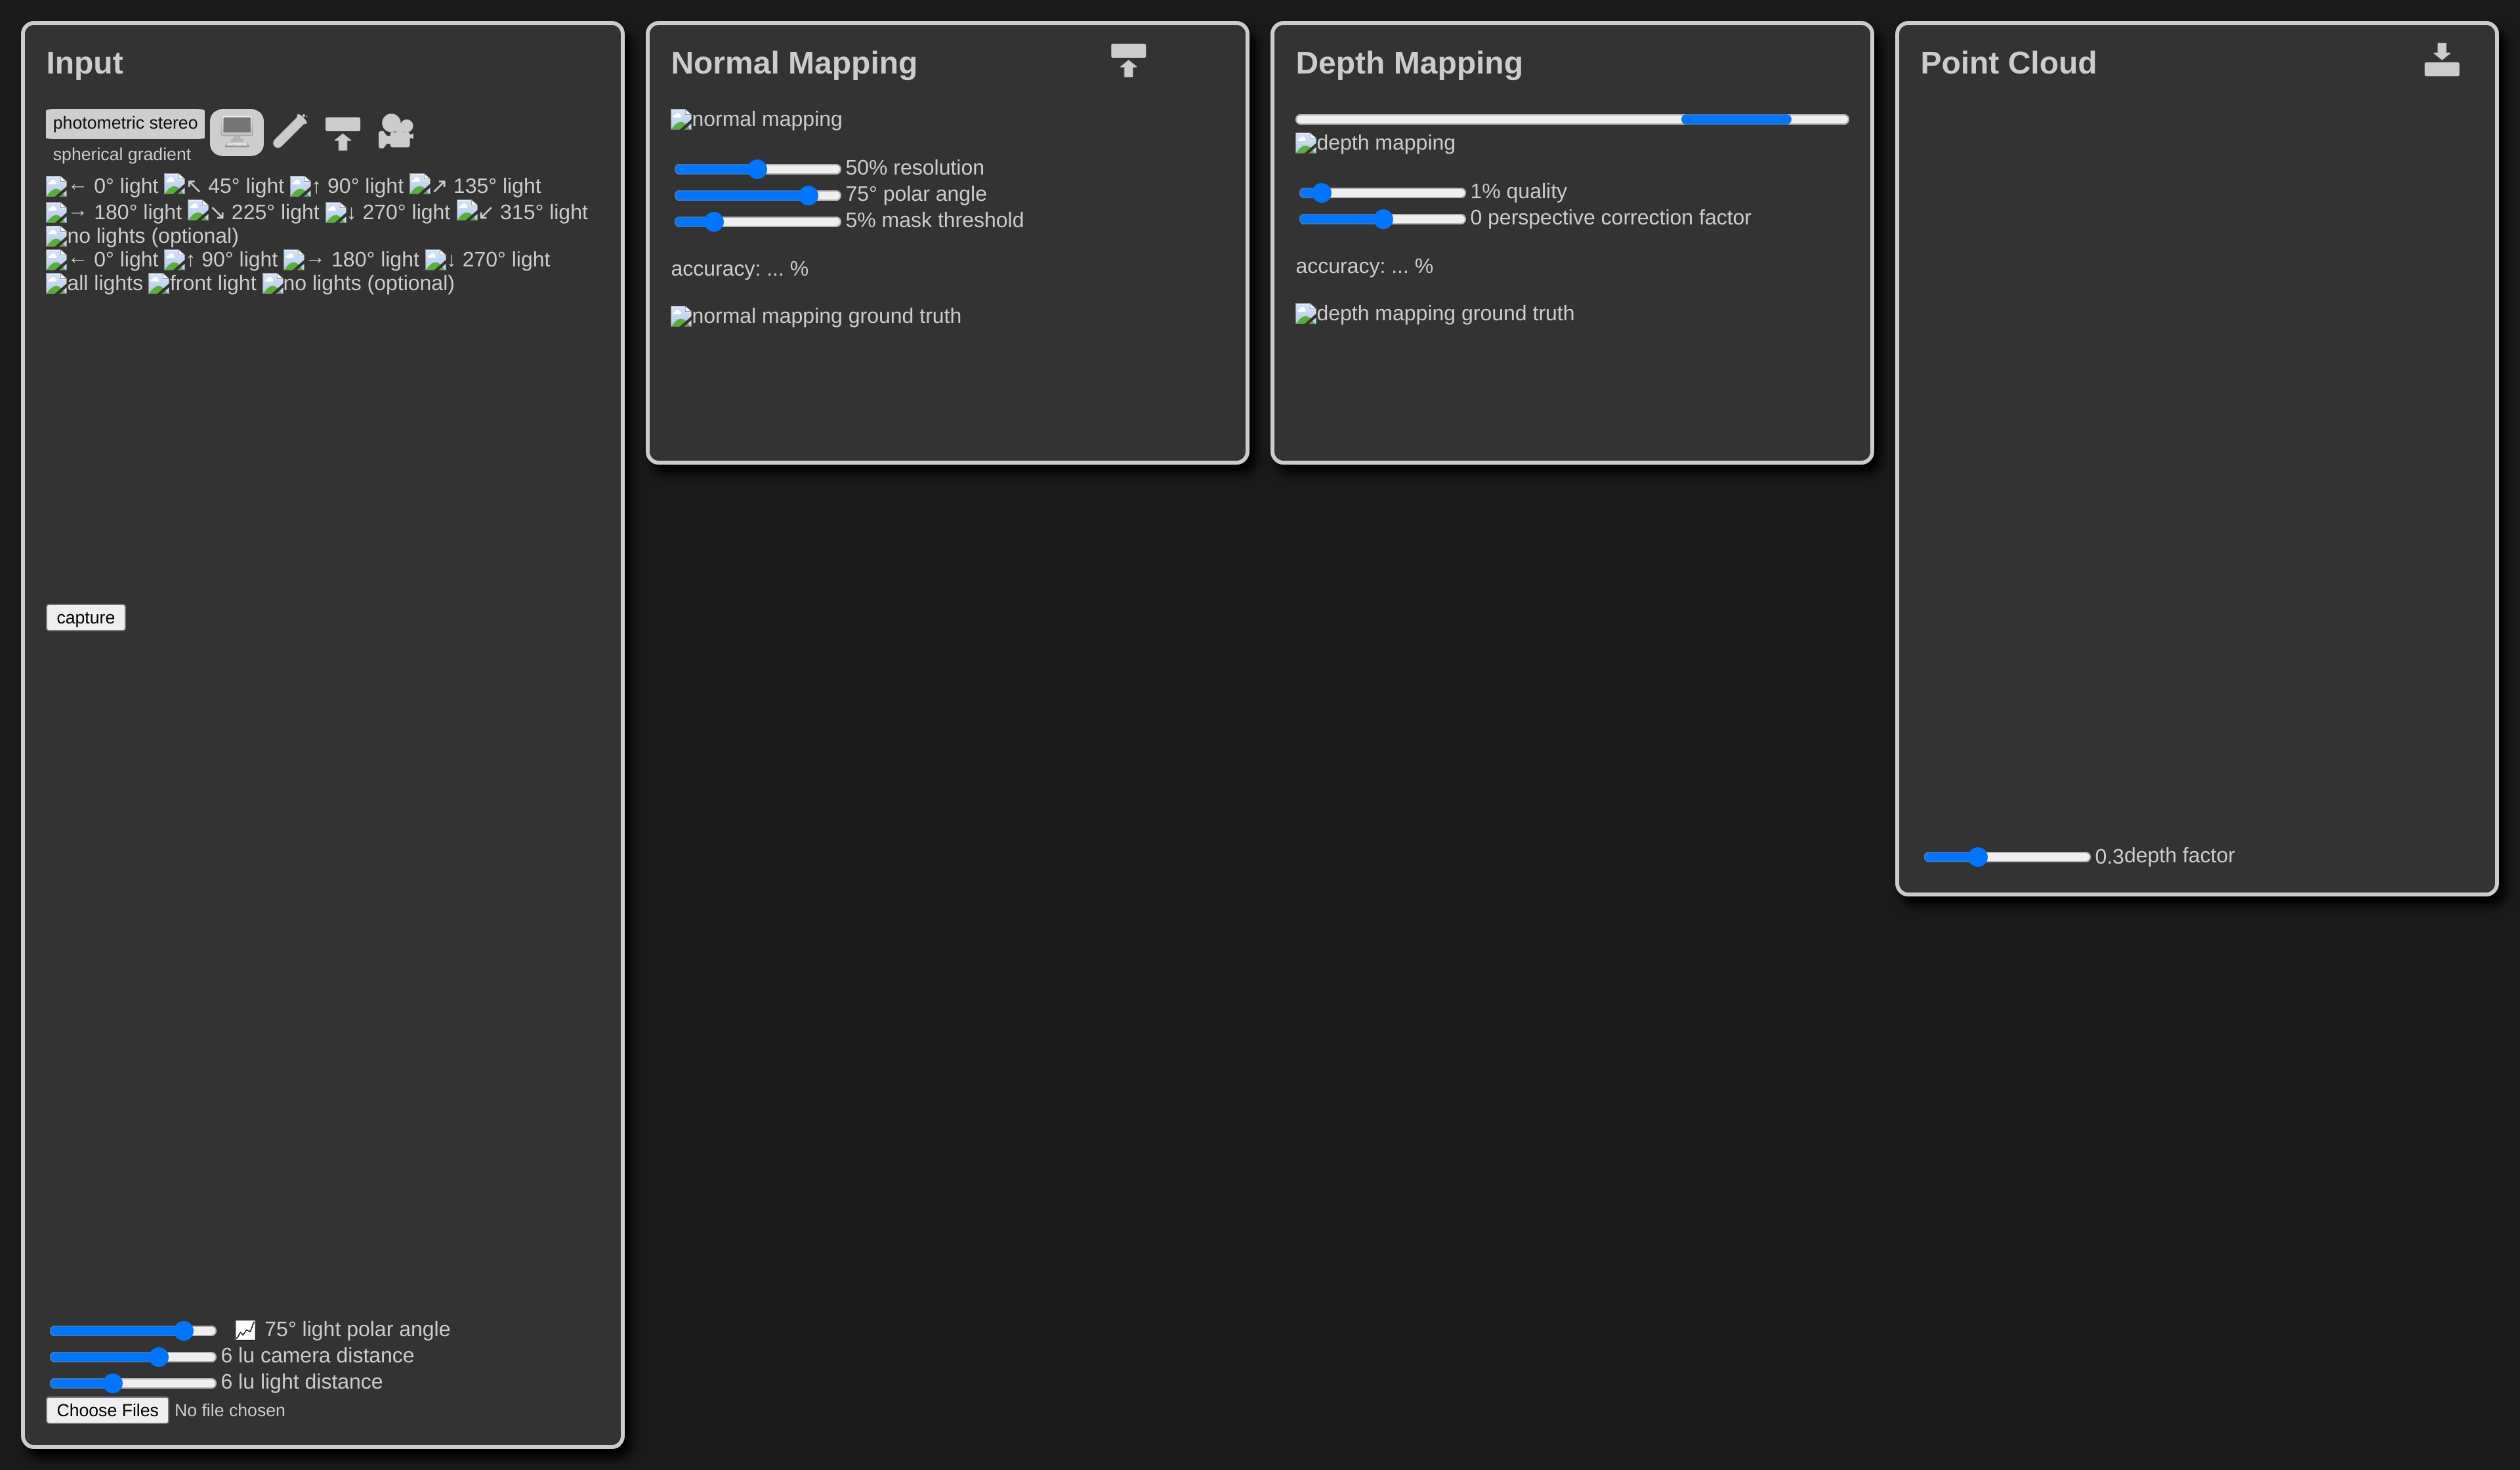 Input
photometric stereo
spherical gradient
← 0° light ↖ 45° light ↑ 90° light ↗ 135° light
→ 180° light ↘ 225° light ↓ 270° light ↙ 315° light
no lights (optional)
← 0° light ↑ 90° light → 180° light ↓ 270° light
all lights front light no lights (optional)
capture
75° light polar angle
6 lu camera distance
6 lu light distance
Choose Files No file chosen
Normal Mapping
normal mapping
50% resolution
75° polar angle
5% mask threshold
accuracy: ... %
normal mapping ground truth
Depth Mapping
depth mapping
1% quality
0 perspective correction factor
accuracy: ... %
depth mapping ground truth
Point Cloud
0.3depth factor